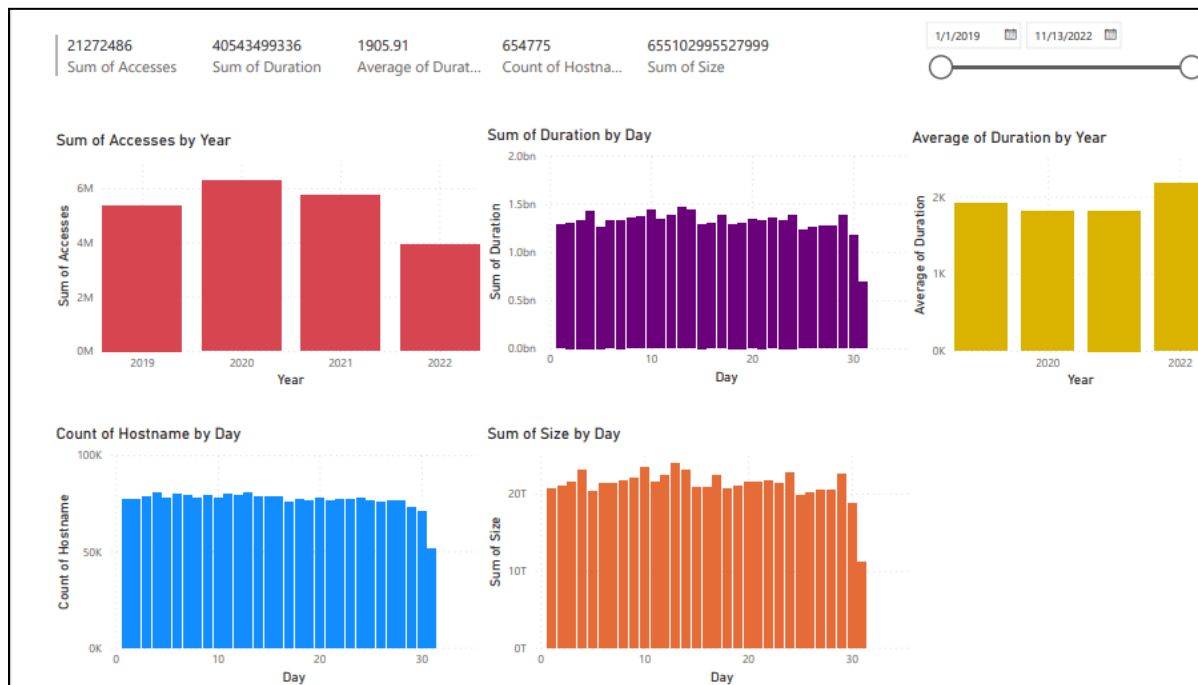 21272486
Sum of Accesses
40543499336
Sum of Duration
1905.91
Average of Durat...
654775
Count of Hostna...
655102995527999
Sum of Size
1/1/2019
11/13/2022
Sum of Accesses by Year
Sum of Accesses
6M
4M
2M
0M
2019 2020 2021 2022
Year
Sum of Duration by Day
Sum of Duration
2.0bn
1.5bn
1.0bn
0.5bn
0.0bn
0 10 20 30
Day
Average of Duration by Year
Average of Duration
2K
1K
0K
2020 2022
Year
Count of Hostname by Day
Count of Hostname
100K
50K
0K
0 10 20 30
Day
Sum of Size by Day
Sum of Size
20T
10T
0T
0 10 20 30
Day